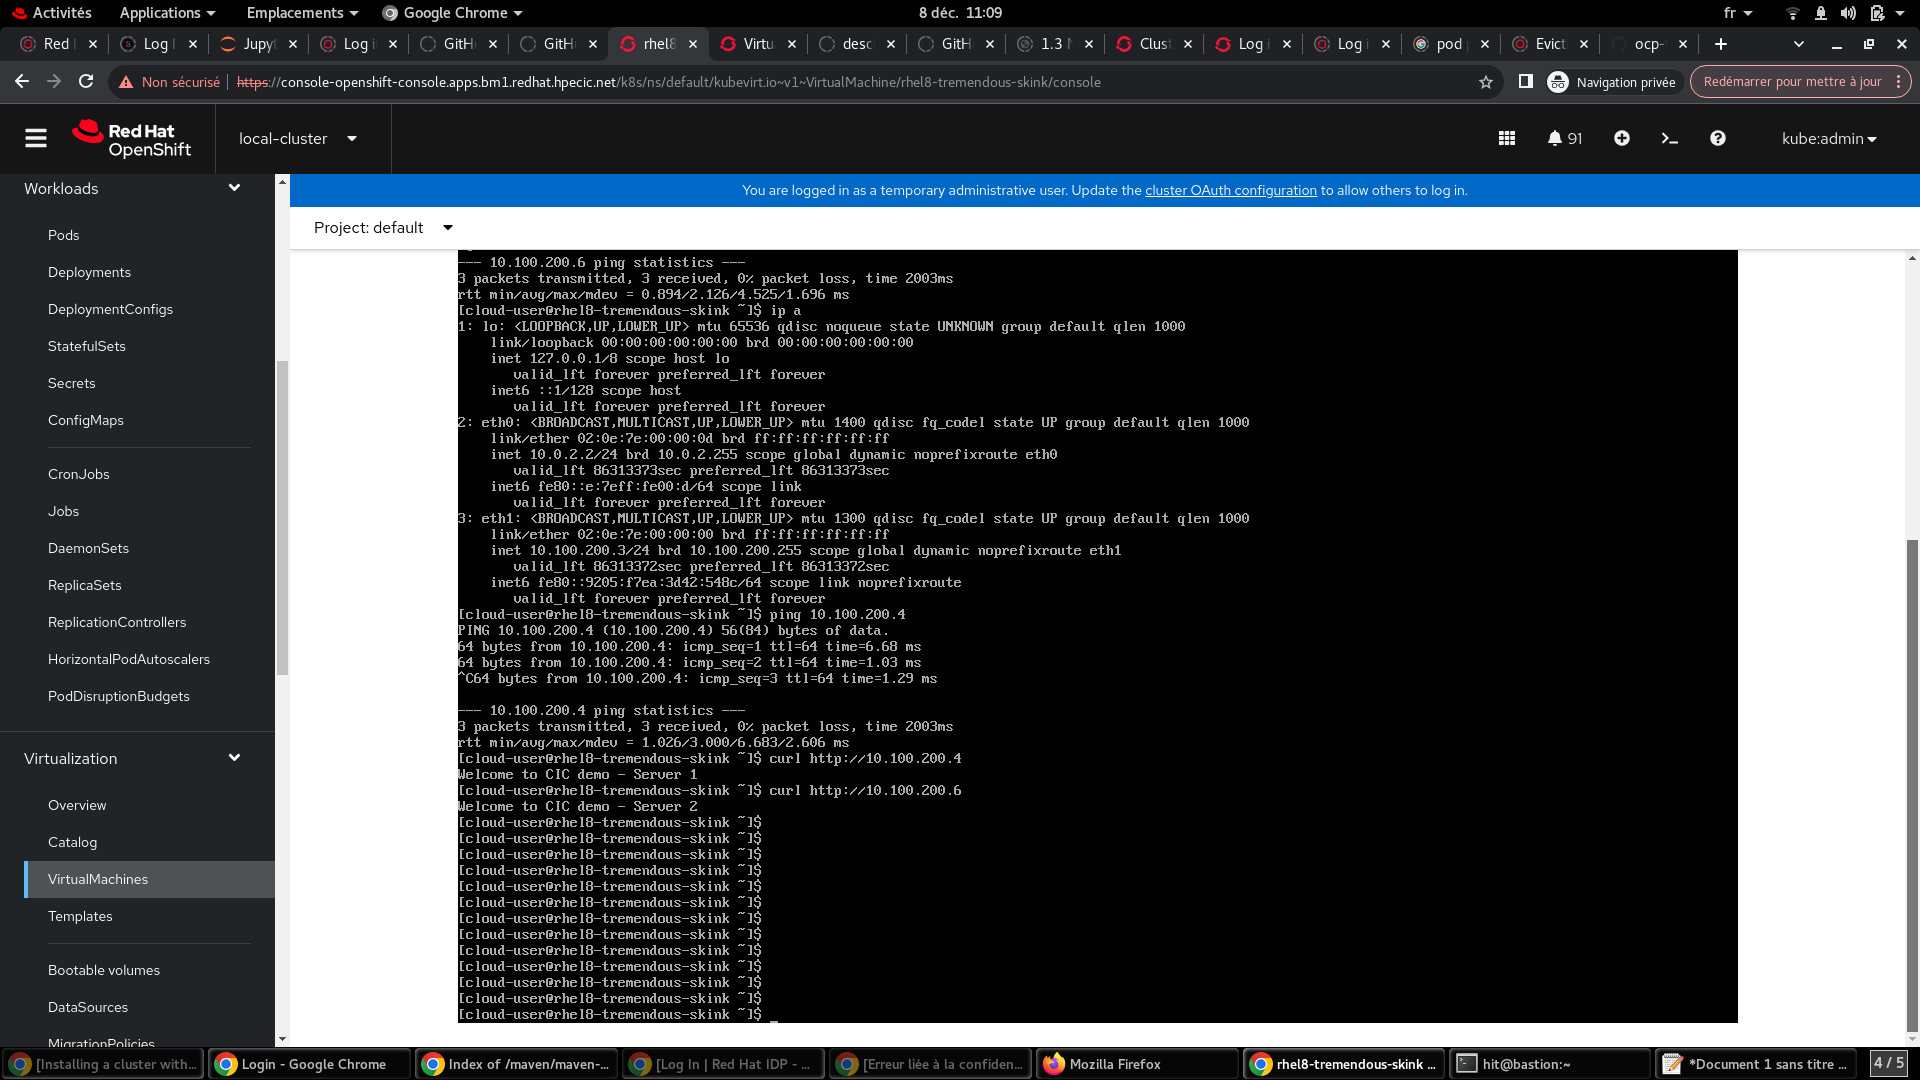 Activités Applications Emplacements Google Chrome 8 déc. 11:09 fr
Red Log Jupyt Log i GitHu GitHu rhel8 Virtu desc GitHu 1.3 Clust Log i Log i pod Evict ocp-
Non sécurisé https://console-openshift-console.apps.bm1.redhat.hpecic.net/k8s/ns/default/kubevirt.io~v1~VirtualMachine/rhel8-tremendous-skink/console Navigation privée Redémarrer pour mettre à jour
Red Hat
OpenShift
local-cluster
91
kube:admin
Workloads
Pods
Deployments
DeploymentConfigs
StatefulSets
Secrets
ConfigMaps
CronJobs
Jobs
DaemonSets
ReplicaSets
ReplicationControllers
HorizontalPodAutoscalers
PodDisruptionBudgets
Virtualization
Overview
Catalog
VirtualMachines
Templates
Bootable volumes
DataSources
MigrationPolicies
You are logged in as a temporary administrative user. Update the cluster OAuth configuration to allow others to log in.
Project: default
--- 10.100.200.6 ping statistics ---
3 packets transmitted, 3 received, 0% packet loss, time 2003ms
rtt min/avg/max/mdev = 0.894/2.126/4.525/1.696 ms
[cloud-user@rhel8-tremendous-skink ~]$ ip a
1: lo: <LOOPBACK,UP,LOWER_UP> mtu 65536 qdisc noqueue state UNKNOWN group default qlen 1000
link/loopback 00:00:00:00:00:00 brd 00:00:00:00:00:00
inet 127.0.0.1/8 scope host lo
valid_lft forever preferred_lft forever
inet6 ::1/128 scope host
valid_lft forever preferred_lft forever
2: eth0: <BROADCAST,MULTICAST,UP,LOWER_UP> mtu 1400 qdisc fq_codel state UP group default qlen 1000
link/ether 02:0e:7e:00:00:0d brd ff:ff:ff:ff:ff:ff
inet 10.0.2.2/24 brd 10.0.2.255 scope global dynamic noprefixroute eth0
valid_lft 86313373sec preferred_lft 86313373sec
inet6 fe80::e:7eff:fe00:d/64 scope link
valid_lft forever preferred_lft forever
3: eth1: <BROADCAST,MULTICAST,UP,LOWER_UP> mtu 1300 qdisc fq_codel state UP group default qlen 1000
link/ether 02:0e:7e:00:00:00 brd ff:ff:ff:ff:ff:ff
inet 10.100.200.3/24 brd 10.100.200.255 scope global dynamic noprefixroute eth1
valid_lft 86313372sec preferred_lft 86313372sec
inet6 fe80::9205:f7ea:3d42:548c/64 scope link noprefixroute
valid_lft forever preferred_lft forever
[cloud-user@rhel8-tremendous-skink ~]$ ping 10.100.200.4
PING 10.100.200.4 (10.100.200.4) 56(84) bytes of data.
64 bytes from 10.100.200.4: icmp_seq=1 ttl=64 time=6.68 ms
64 bytes from 10.100.200.4: icmp_seq=2 ttl=64 time=1.03 ms
^C64 bytes from 10.100.200.4: icmp_seq=3 ttl=64 time=1.29 ms
--- 10.100.200.4 ping statistics ---
3 packets transmitted, 3 received, 0% packet loss, time 2003ms
rtt min/avg/max/mdev = 1.026/3.000/6.683/2.606 ms
[cloud-user@rhel8-tremendous-skink ~]$ curl http://10.100.200.4
Welcome to CIC demo - Server 1
[cloud-user@rhel8-tremendous-skink ~]$ curl http://10.100.200.6
Welcome to CIC demo - Server 2
[cloud-user@rhel8-tremendous-skink ~]$
[cloud-user@rhel8-tremendous-skink ~]$
[cloud-user@rhel8-tremendous-skink ~]$
[cloud-user@rhel8-tremendous-skink ~]$
[cloud-user@rhel8-tremendous-skink ~]$
[cloud-user@rhel8-tremendous-skink ~]$
[cloud-user@rhel8-tremendous-skink ~]$
[cloud-user@rhel8-tremendous-skink ~]$
[cloud-user@rhel8-tremendous-skink ~]$
[cloud-user@rhel8-tremendous-skink ~]$
[cloud-user@rhel8-tremendous-skink ~]$
[cloud-user@rhel8-tremendous-skink ~]$
[cloud-user@rhel8-tremendous-skink ~]$ _
[Installing a cluster with... Login - Google Chrome Index of /maven/maven-... [Log In | Red Hat IDP - ... [Erreur liée à la confiden... Mozilla Firefox rhel8-tremendous-skink ... hit@bastion:~ *Document 1 sans titre ... 4 / 5